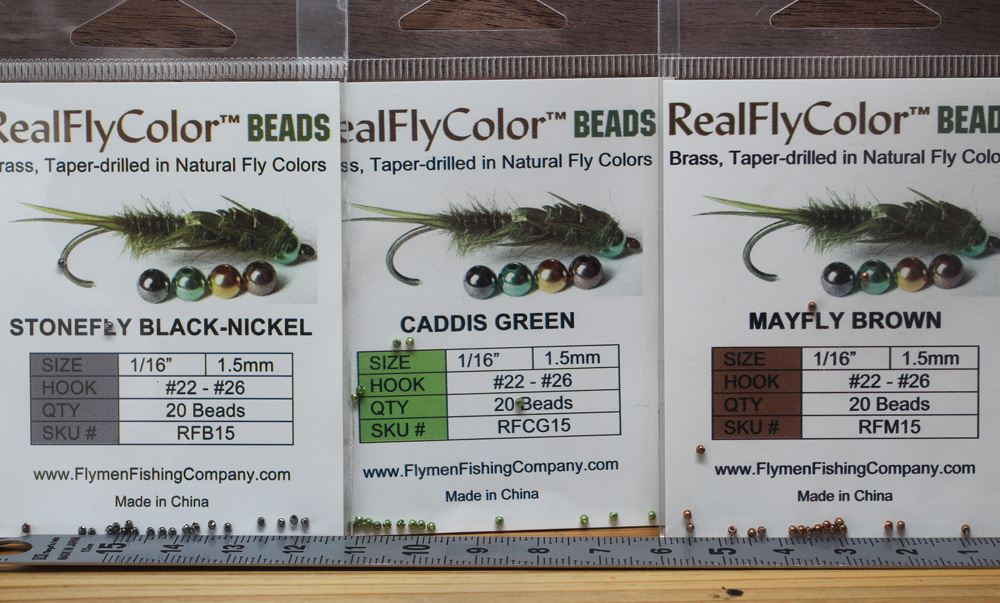 RealFlyColor™ BEADS
rass, Taper-drilled in Natural Fly Colors
STONEFLY BLACK-NICKEL
SIZE 1/16” 1.5mm
HOOK #22 - #26
QTY 20 Beads
SKU # RFB15
www.FlymenFishingCompany.com
Made in China
ealFlyColor™ BEADS
ss, Taper-drilled in Natural Fly Colors
CADDIS GREEN
SIZE 1/16” 1.5mm
HOOK #22 - #26
QTY 20 Beads
SKU # RFCG15
www.FlymenFishingCompany.com
Made in China
RealFlyColor™ BEAD
Brass, Taper-drilled in Natural Fly Colo
MAYFLY BROWN
SIZE 1/16” 1.5mm
HOOK #22 - #26
QTY 20 Beads
SKU # RFM15
www.FlymenFishingCompany.com
Made in China
15 14 13 12 11 10 9 8 7 6 5 4 3 2 1